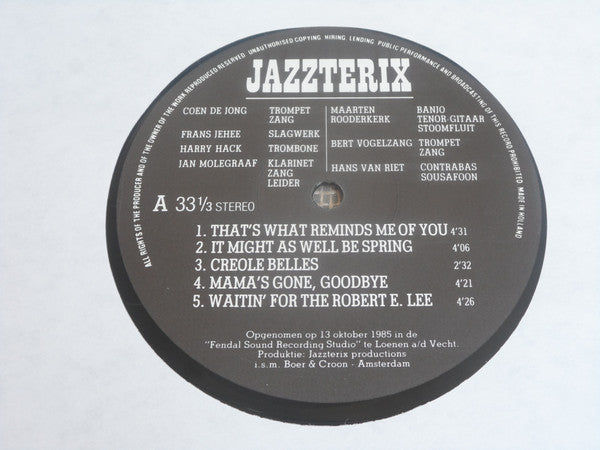 ALL RIGHTS OF THE PRODUCER AND OF THE OWNER OF THE WORK REPRODUCED RESERVED. UNAUTHORISED COPYING. HIRING. LENDING. PUBLIC PERFORMANCE AND BROADCASTING OF THIS RECORD PROHIBITED. MADE IN HOLLAND
JAZZTERIX
COEN DE JONG TROMPET
ZANG
FRANS JEHEE SLAGWERK
HARRY HACK TROMBONE
JAN MOLEGRAAF KLARINET
ZANG
LEIDER
MAARTEN BANJO
ROODERKERK TENOR-GITAAR
STOOMFLUIT
BERT VOGELZANG TROMPET
ZANG
HANS VAN RIET CONTRABAS
SOUSAFOON
A 33 1/3 STEREO
1. THAT'S WHAT REMINDS ME OF YOU 4'31
2. IT MIGHT AS WELL BE SPRING 4'06
3. CREOLE BELLES 2'32
4. MAMA'S GONE, GOODBYE 4'21
5. WAITIN' FOR THE ROBERT E. LEE 4'26
Opgenomen op 13 oktober 1985 in de
"Fendal Sound Recording Studio" te Loenen a/d Vecht.
Produktie: Jazzterix productions
i.s.m. Boer & Croon · Amsterdam